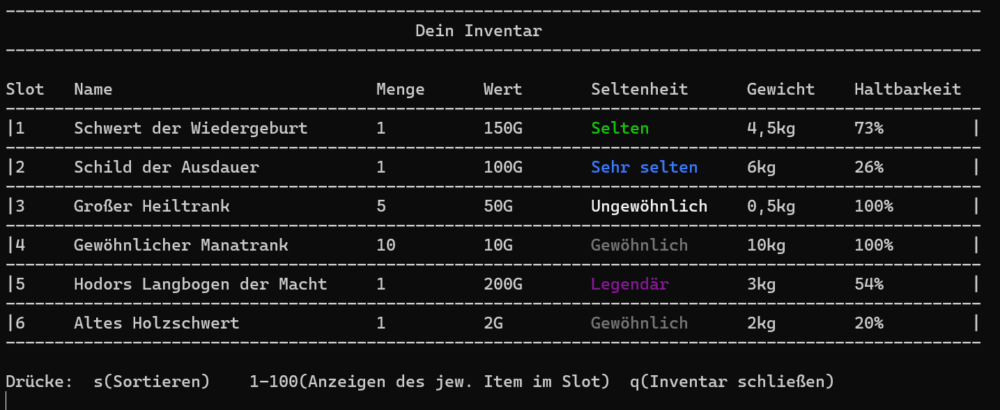 ----------------------------------------------------------------------------------------------------
Dein Inventar
----------------------------------------------------------------------------------------------------
Slot Name Menge Wert Seltenheit Gewicht Haltbarkeit
----------------------------------------------------------------------------------------------------
|1 Schwert der Wiedergeburt 1 150G Selten 4,5kg 73% |
----------------------------------------------------------------------------------------------------
|2 Schild der Ausdauer 1 100G Sehr selten 6kg 26% |
----------------------------------------------------------------------------------------------------
|3 Großer Heiltrank 5 50G Ungewöhnlich 0,5kg 100% |
----------------------------------------------------------------------------------------------------
|4 Gewöhnlicher Manatrank 10 10G Gewöhnlich 10kg 100% |
----------------------------------------------------------------------------------------------------
|5 Hodors Langbogen der Macht 1 200G Legendär 3kg 54% |
----------------------------------------------------------------------------------------------------
|6 Altes Holzschwert 1 2G Gewöhnlich 2kg 20% |
----------------------------------------------------------------------------------------------------
Drücke: s(Sortieren) 1-100(Anzeigen des jew. Item im Slot) q(Inventar schließen)